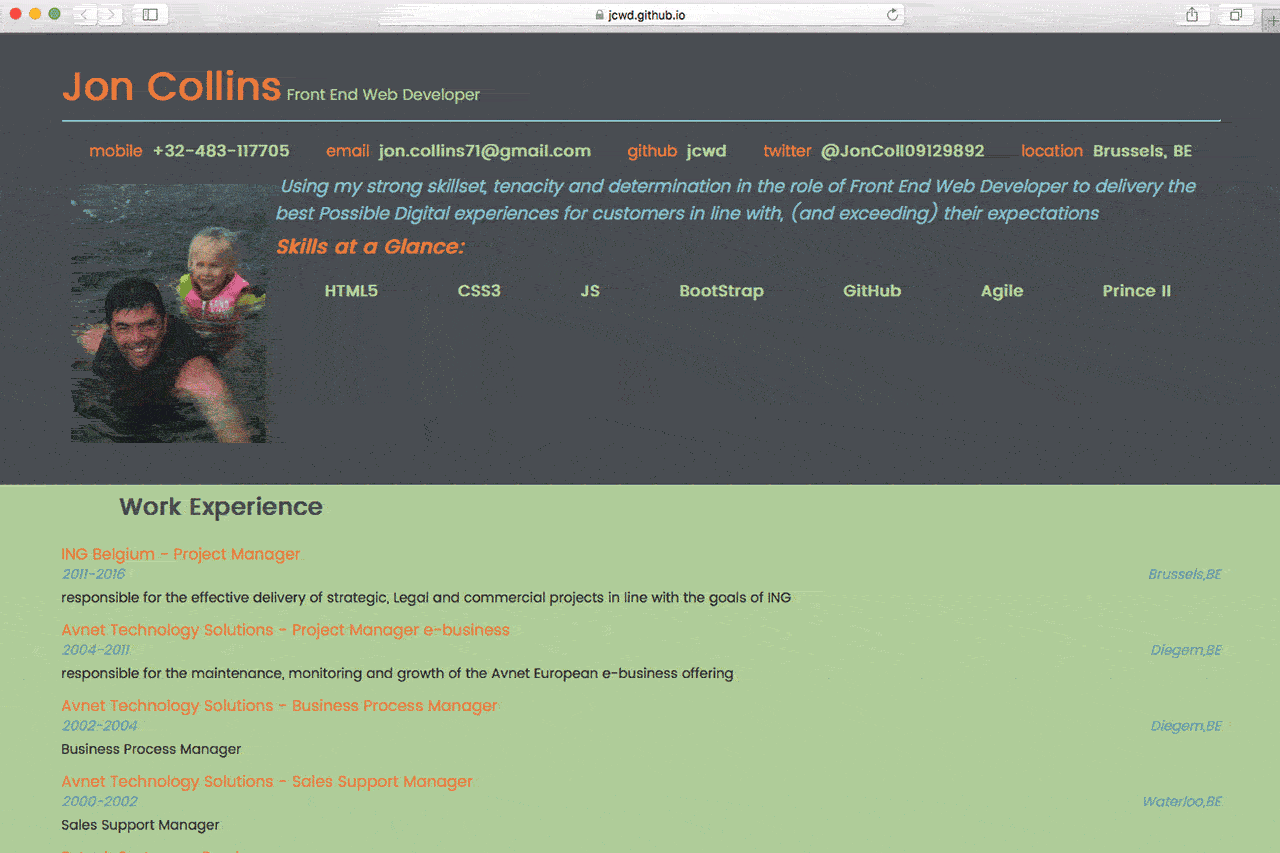 jcwd.github.io
Jon Collins Front End Web Developer
mobile +32-483-117705 email jon.collins71@gmail.com github jcwd twitter @JonColl09129892 location Brussels, BE
Using my strong skillset, tenacity and determination in the role of Front End Web Developer to delivery the
best Possible Digital experiences for customers in line with, (and exceeding) their expectations
Skills at a Glance:
HTML5 CSS3 JS BootStrap GitHub Agile Prince II
Work Experience
ING Belgium - Project Manager
2011-2016 Brussels,BE
responsible for the effective delivery of strategic, Legal and commercial projects in line with the goals of ING
Avnet Technology Solutions - Project Manager e-business
2004-2011 Diegem,BE
responsible for the maintenance, monitoring and growth of the Avnet European e-business offering
Avnet Technology Solutions - Business Process Manager
2002-2004 Diegem,BE
Business Process Manager
Avnet Technology Solutions - Sales Support Manager
2000-2002 Waterloo,BE
Sales Support Manager